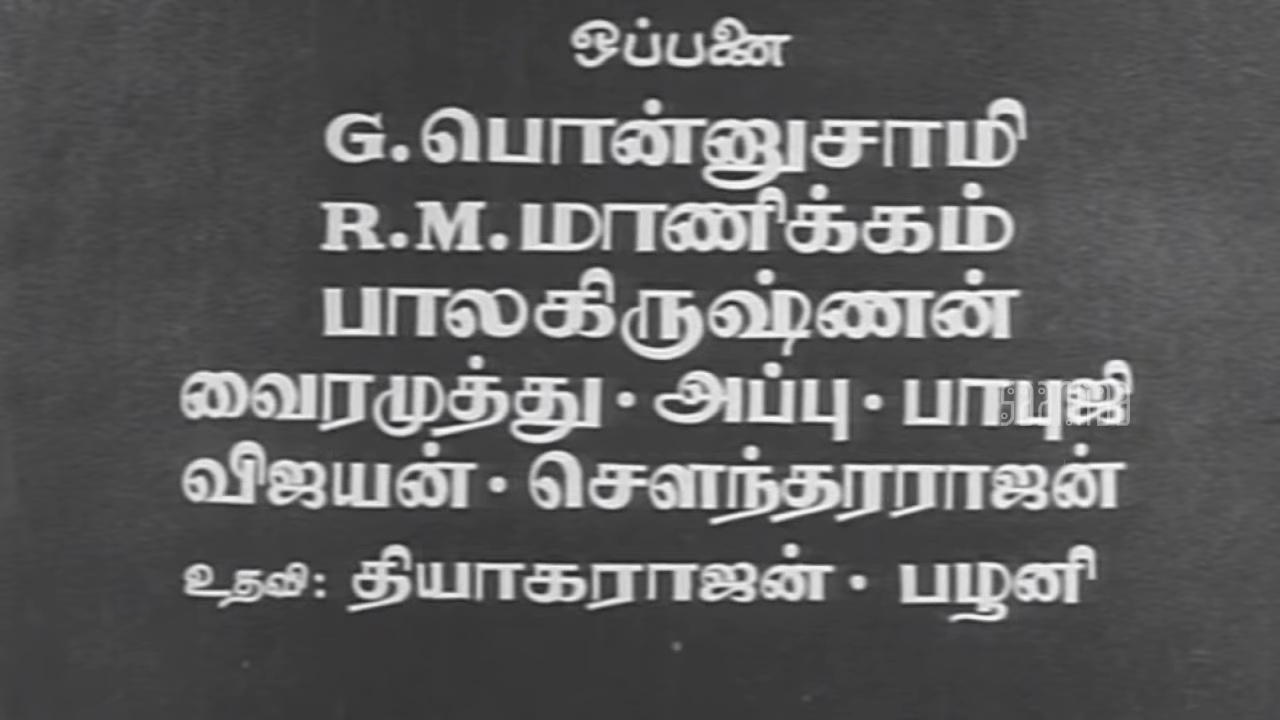 ஒப்பனை
G. பொன்னுசாமி
R.M. மாணிக்கம்
பாலகிருஷ்ணன்
வைரமுத்து · அப்பு · பாபுஜி
விஜயன் · சௌந்தரராஜன்
உதவி: தியாகராஜன் · பழனி